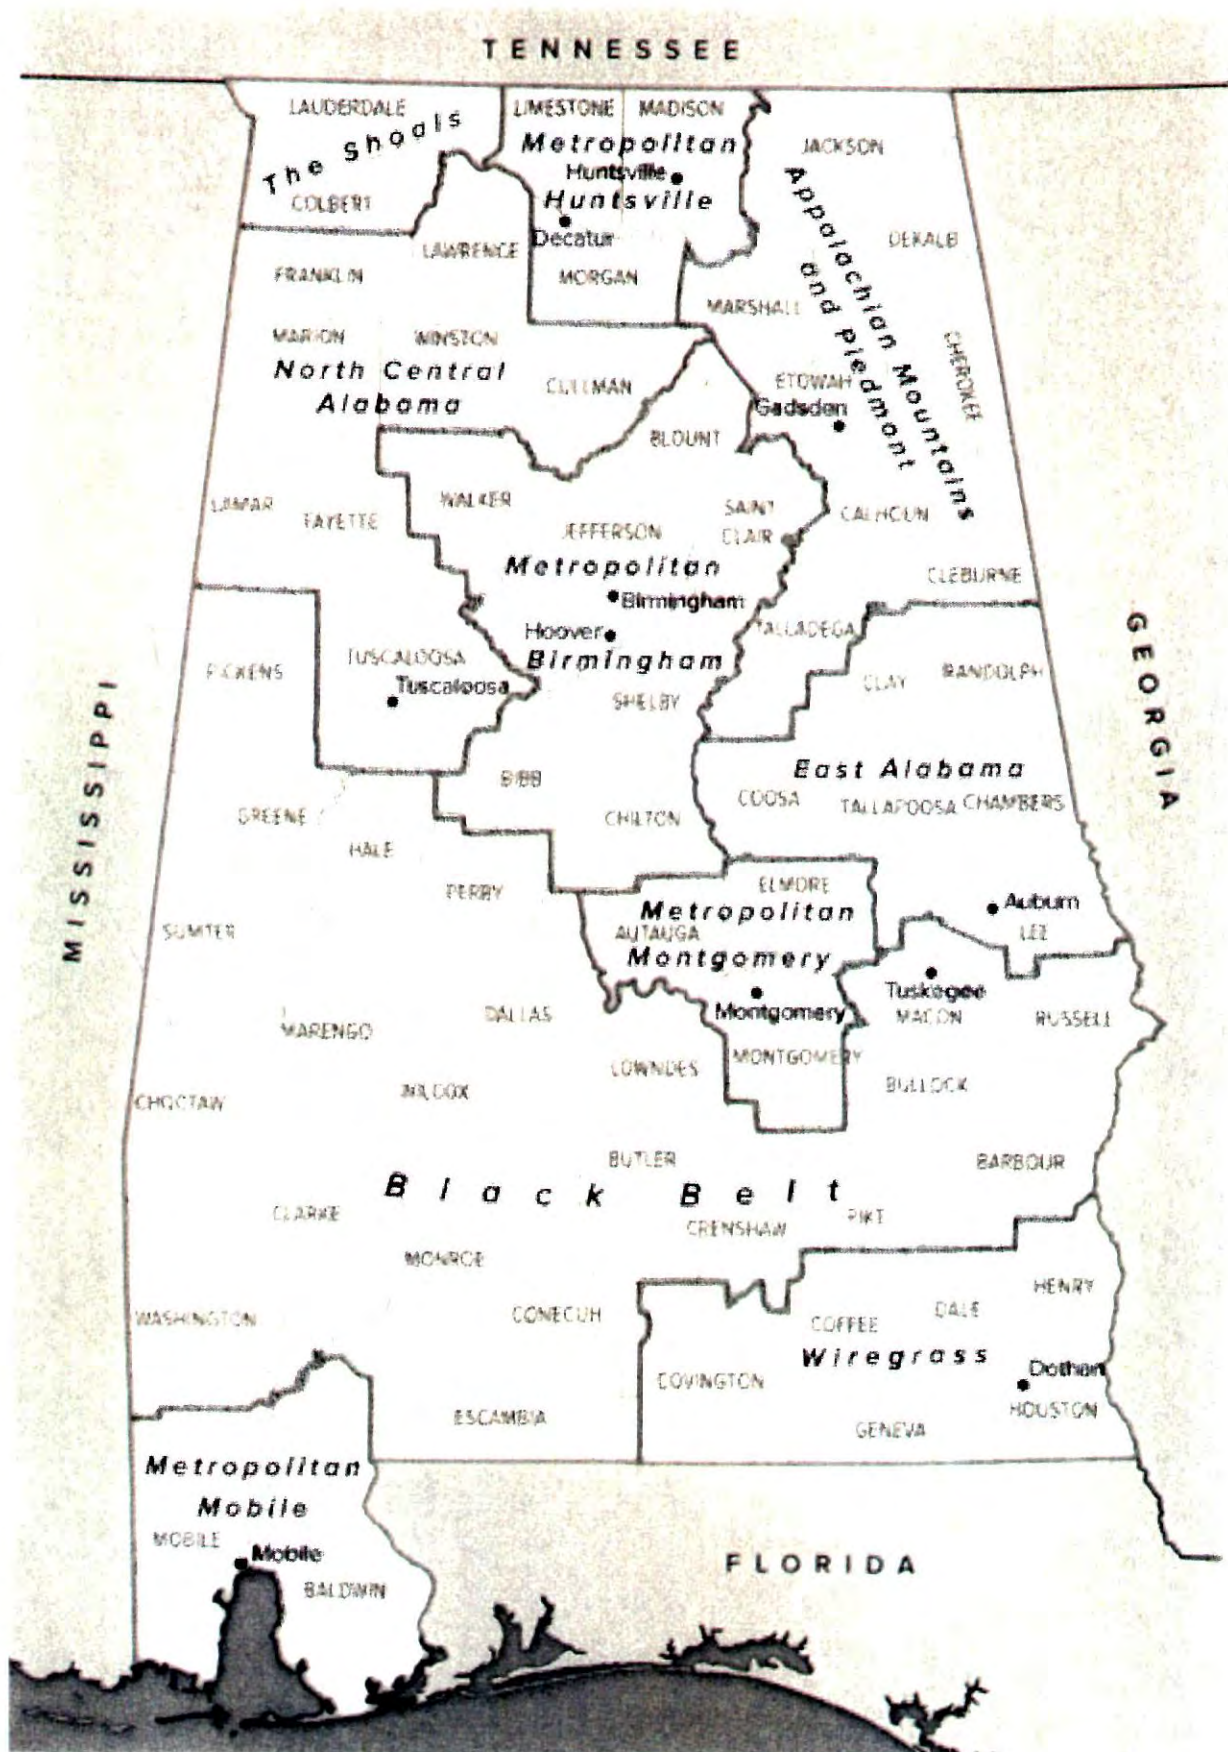 TENNESSEE
LAUDERDALE
LIMESTONE
MADISON
The Shoals
Metropolitan
Huntsville
Huntsville
JACKSON
COLBERT
Decatur
LAWRENCE
DEKALB
Appalachian Mountains
and Piedmont
FRANKLIN
MORGAN
MARSHALL
MARION
WINSTON
CHEROKEE
North Central
Alabama
CULLMAN
ETOWAH
Gadsden
BLOUNT
LAMAR
FAYETTE
WALKER
JEFFERSON
SAINT
CLAIR
CALHOUN
Metropolitan
Birmingham
CLEBURNE
Hoover
Birmingham
TALLADEGA
PICKENS
TUSCALOOSA
Tuscaloosa
SHELBY
CLAY
RANDOLPH
GEORGIA
MISSISSIPPI
BIBB
East Alabama
COOSA
TALLAPOOSA
CHAMBERS
GREENE
HALE
CHILTON
PERRY
ELMORE
Metropolitan
AUTAUGA
Montgomery
Auburn
LEE
SUMTER
Montgomery
Tuskegee
MACON
RUSSELL
MARENGO
DALLAS
LOWNDES
MONTGOMERY
BULLOCK
CHOCTAW
WILCOX
BUTLER
BARBOUR
Black Belt
CLARKE
CRENSHAW
PIKE
MONROE
WASHINGTON
CONECUH
HENRY
COFFEE
DALE
Wiregrass
COVINGTON
Dothan
HOUSTON
ESCAMBIA
GENEVA
Metropolitan
Mobile
MOBILE
Mobile
BALDWIN
FLORIDA